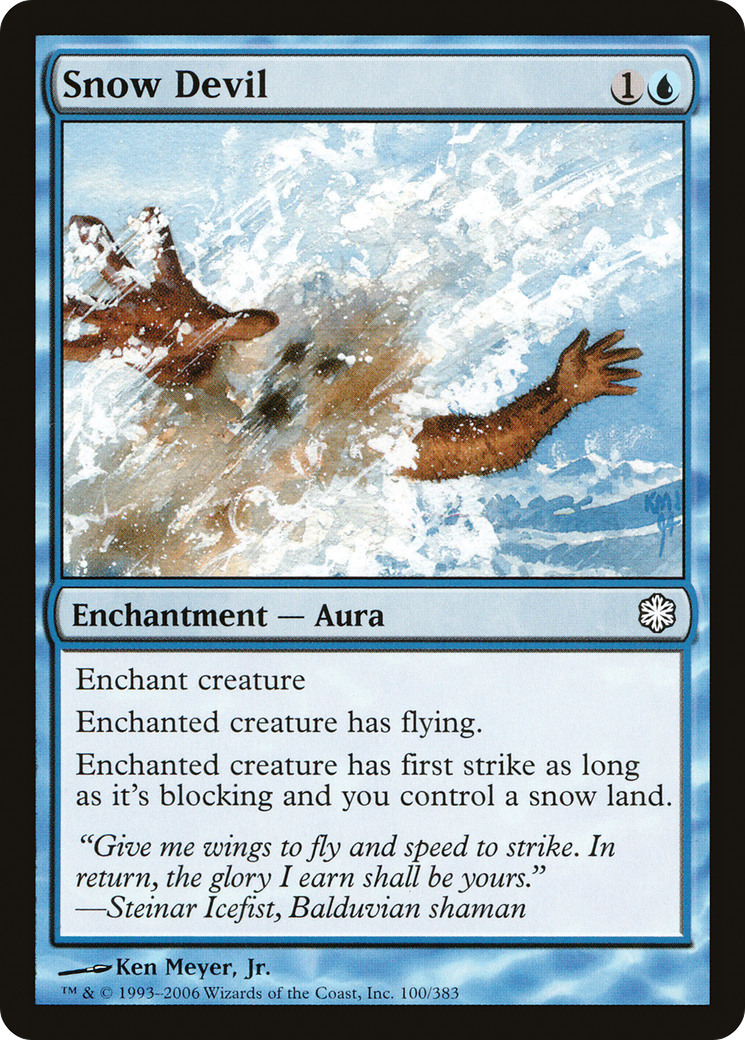 Snow Devil 1
Enchantment — Aura
Enchant creature
Enchanted creature has flying.
Enchanted creature has first strike as long
as it's blocking and you control a snow land.
“Give me wings to fly and speed to strike. In
return, the glory I earn shall be yours.”
—Steinar Icefist, Balduvian shaman
Ken Meyer, Jr.
™ & © 1993–2006 Wizards of the Coast, Inc. 100/383